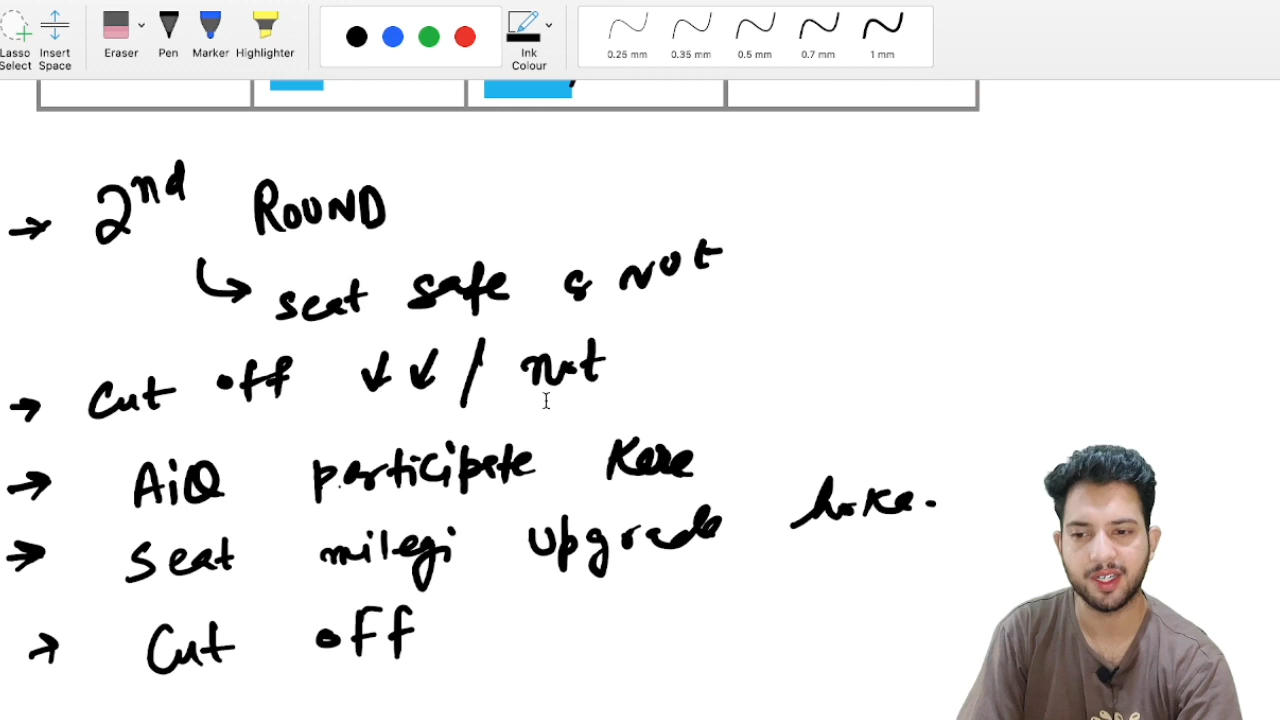 Lasso Select
Insert Space
Eraser
Pen
Marker
Highlighter
Ink Colour
0.25 mm
0.35 mm
0.5 mm
0.7 mm
1 mm
→ 2nd ROUND
seat safe & not
→ Cut off ↓↓ / not
→ AiQ participate Kare
→ Seat milegi upgrade hoke.
→ Cut off